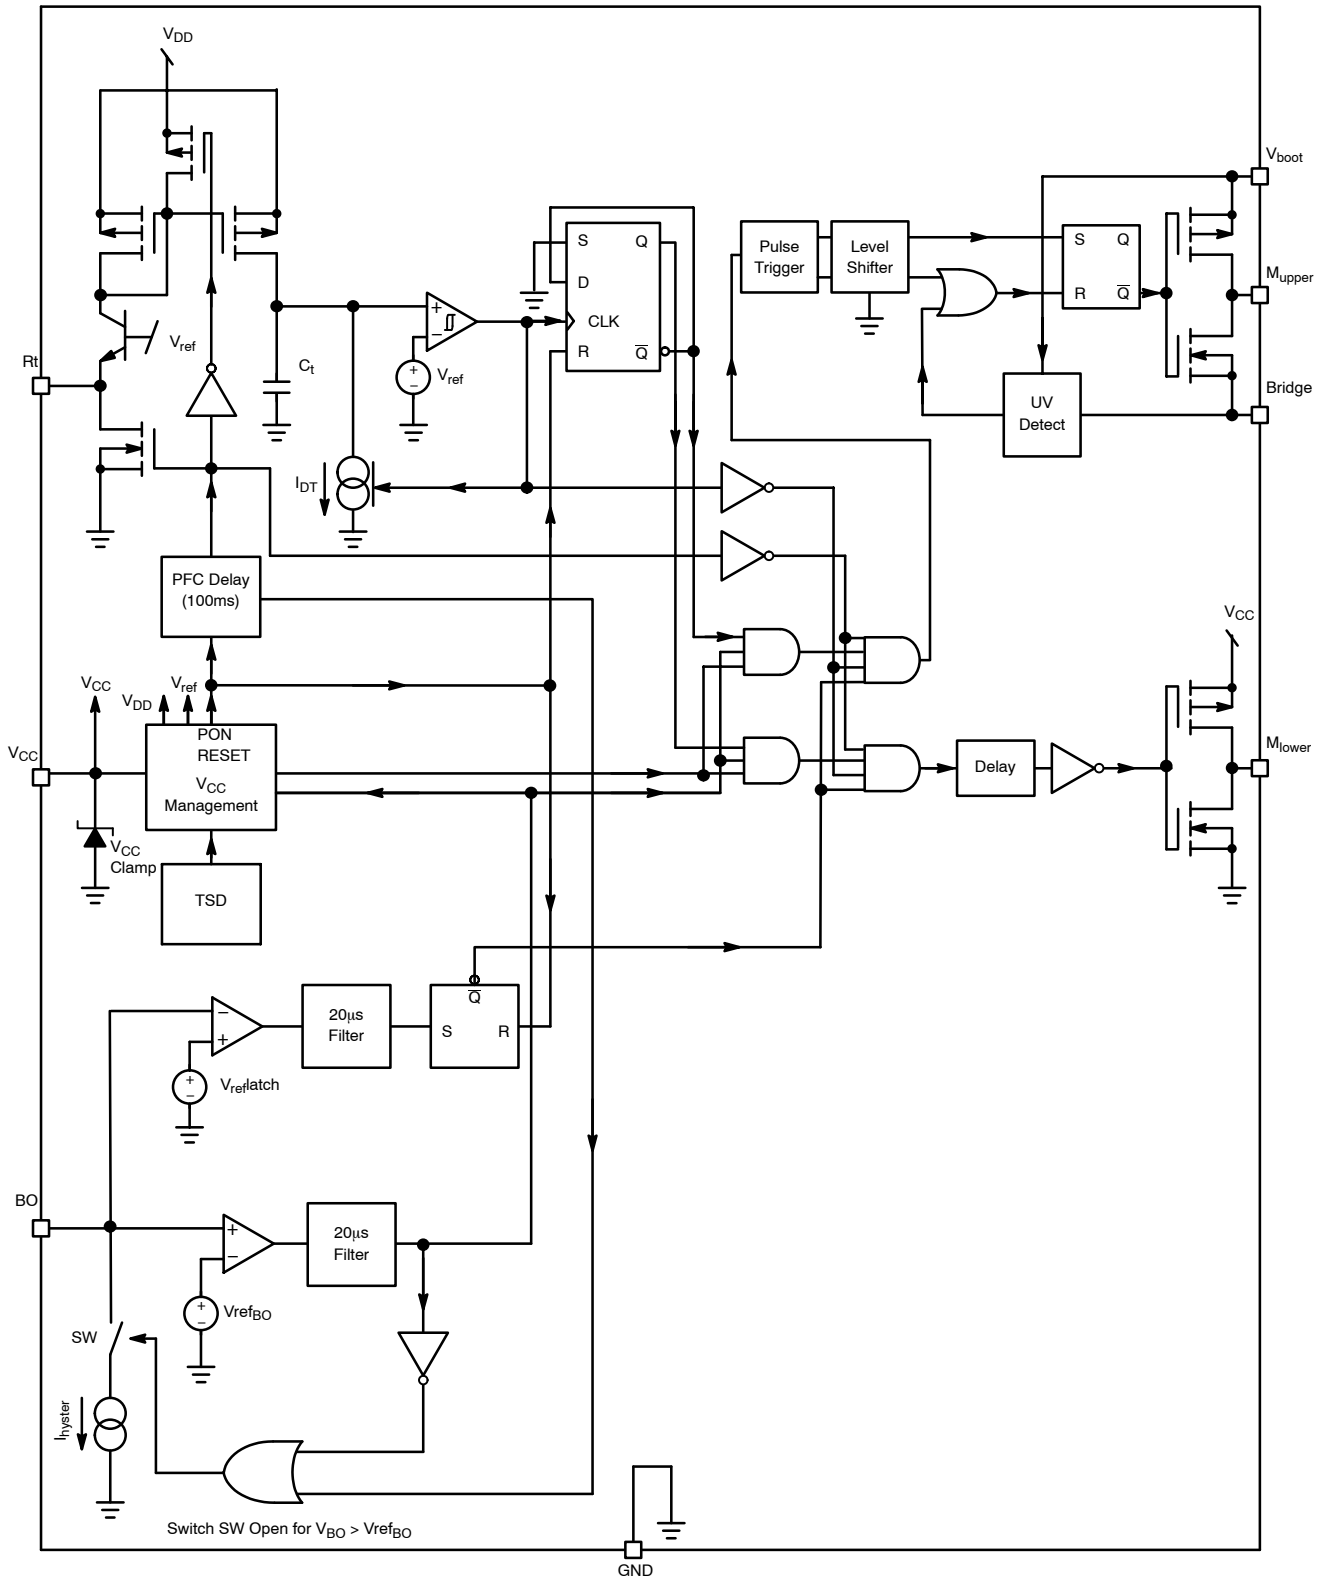 VDD
Vboot
S Q
D
CLK
R Q
Pulse
Trigger
Level
Shifter
S Q
R Q
Mupper
Vref
Rt
Ct
+
−
+
−
Vref
UV
Detect
Bridge
IDT
PFC Delay
(100ms)
VCC
VCC
VDD
Vref
PON
RESET
VCC
Mlower
VCC
Management
Delay
VCC
Clamp
TSD
−
+
20μs
Filter
Q
S R
+
−
Vreflatch
BO
+
−
20μs
Filter
+
−
VrefBO
SW
Ihyster
Switch SW Open for VBO > VrefBO
GND